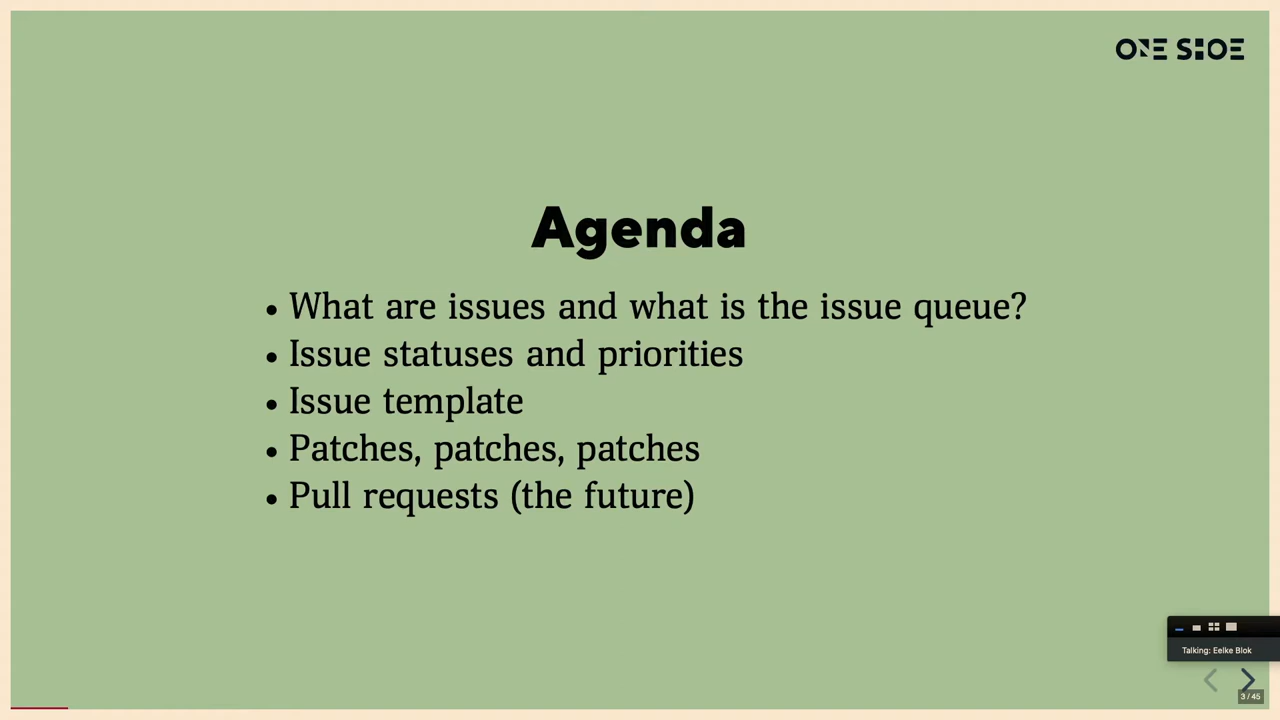 ONE SHOE
Agenda
• What are issues and what is the issue queue?
• Issue statuses and priorities
• Issue template
• Patches, patches, patches
• Pull requests (the future)
Talking: Eelke Blok
3 / 45